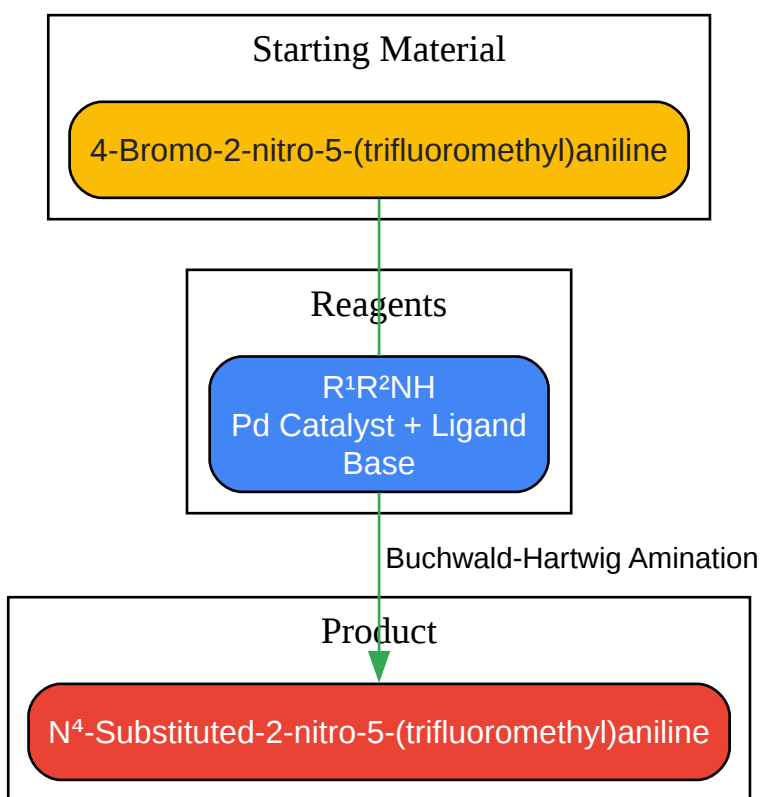 Starting Material
4-Bromo-2-nitro-5-(trifluoromethyl)aniline
Reagents
R¹R²NH
Pd Catalyst + Ligand
Base
Buchwald-Hartwig Amination
Product
N⁴-Substituted-2-nitro-5-(trifluoromethyl)aniline